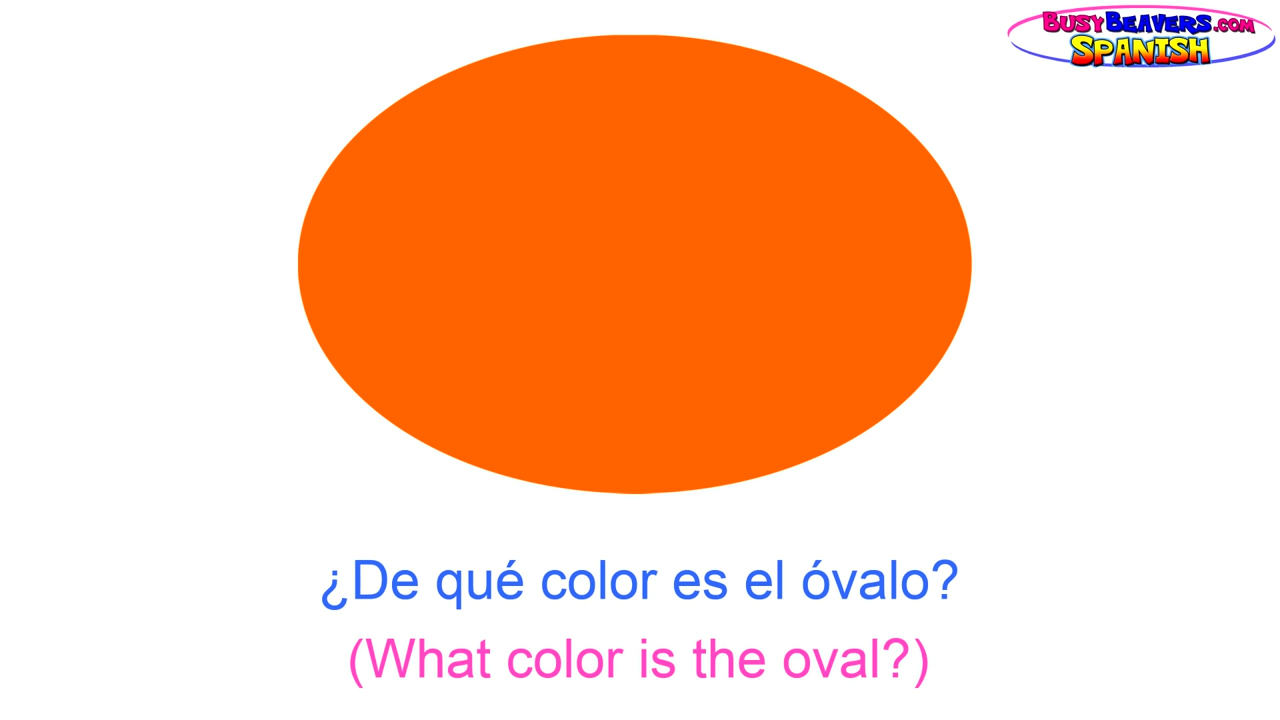 BUSYBEAVERS.COM
SPANISH
¿De qué color es el óvalo?
(What color is the oval?)